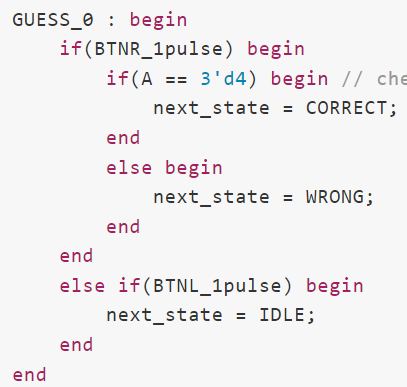 GUESS_0 : begin
    if(BTNR_1pulse) begin
        if(A == 3'd4) begin //
            next_state = CORRECT;
        end
        else begin
            next_state = WRONG;
        end
    end
    else if(BTNL_1pulse) begin
        next_state = IDLE;
    end
end